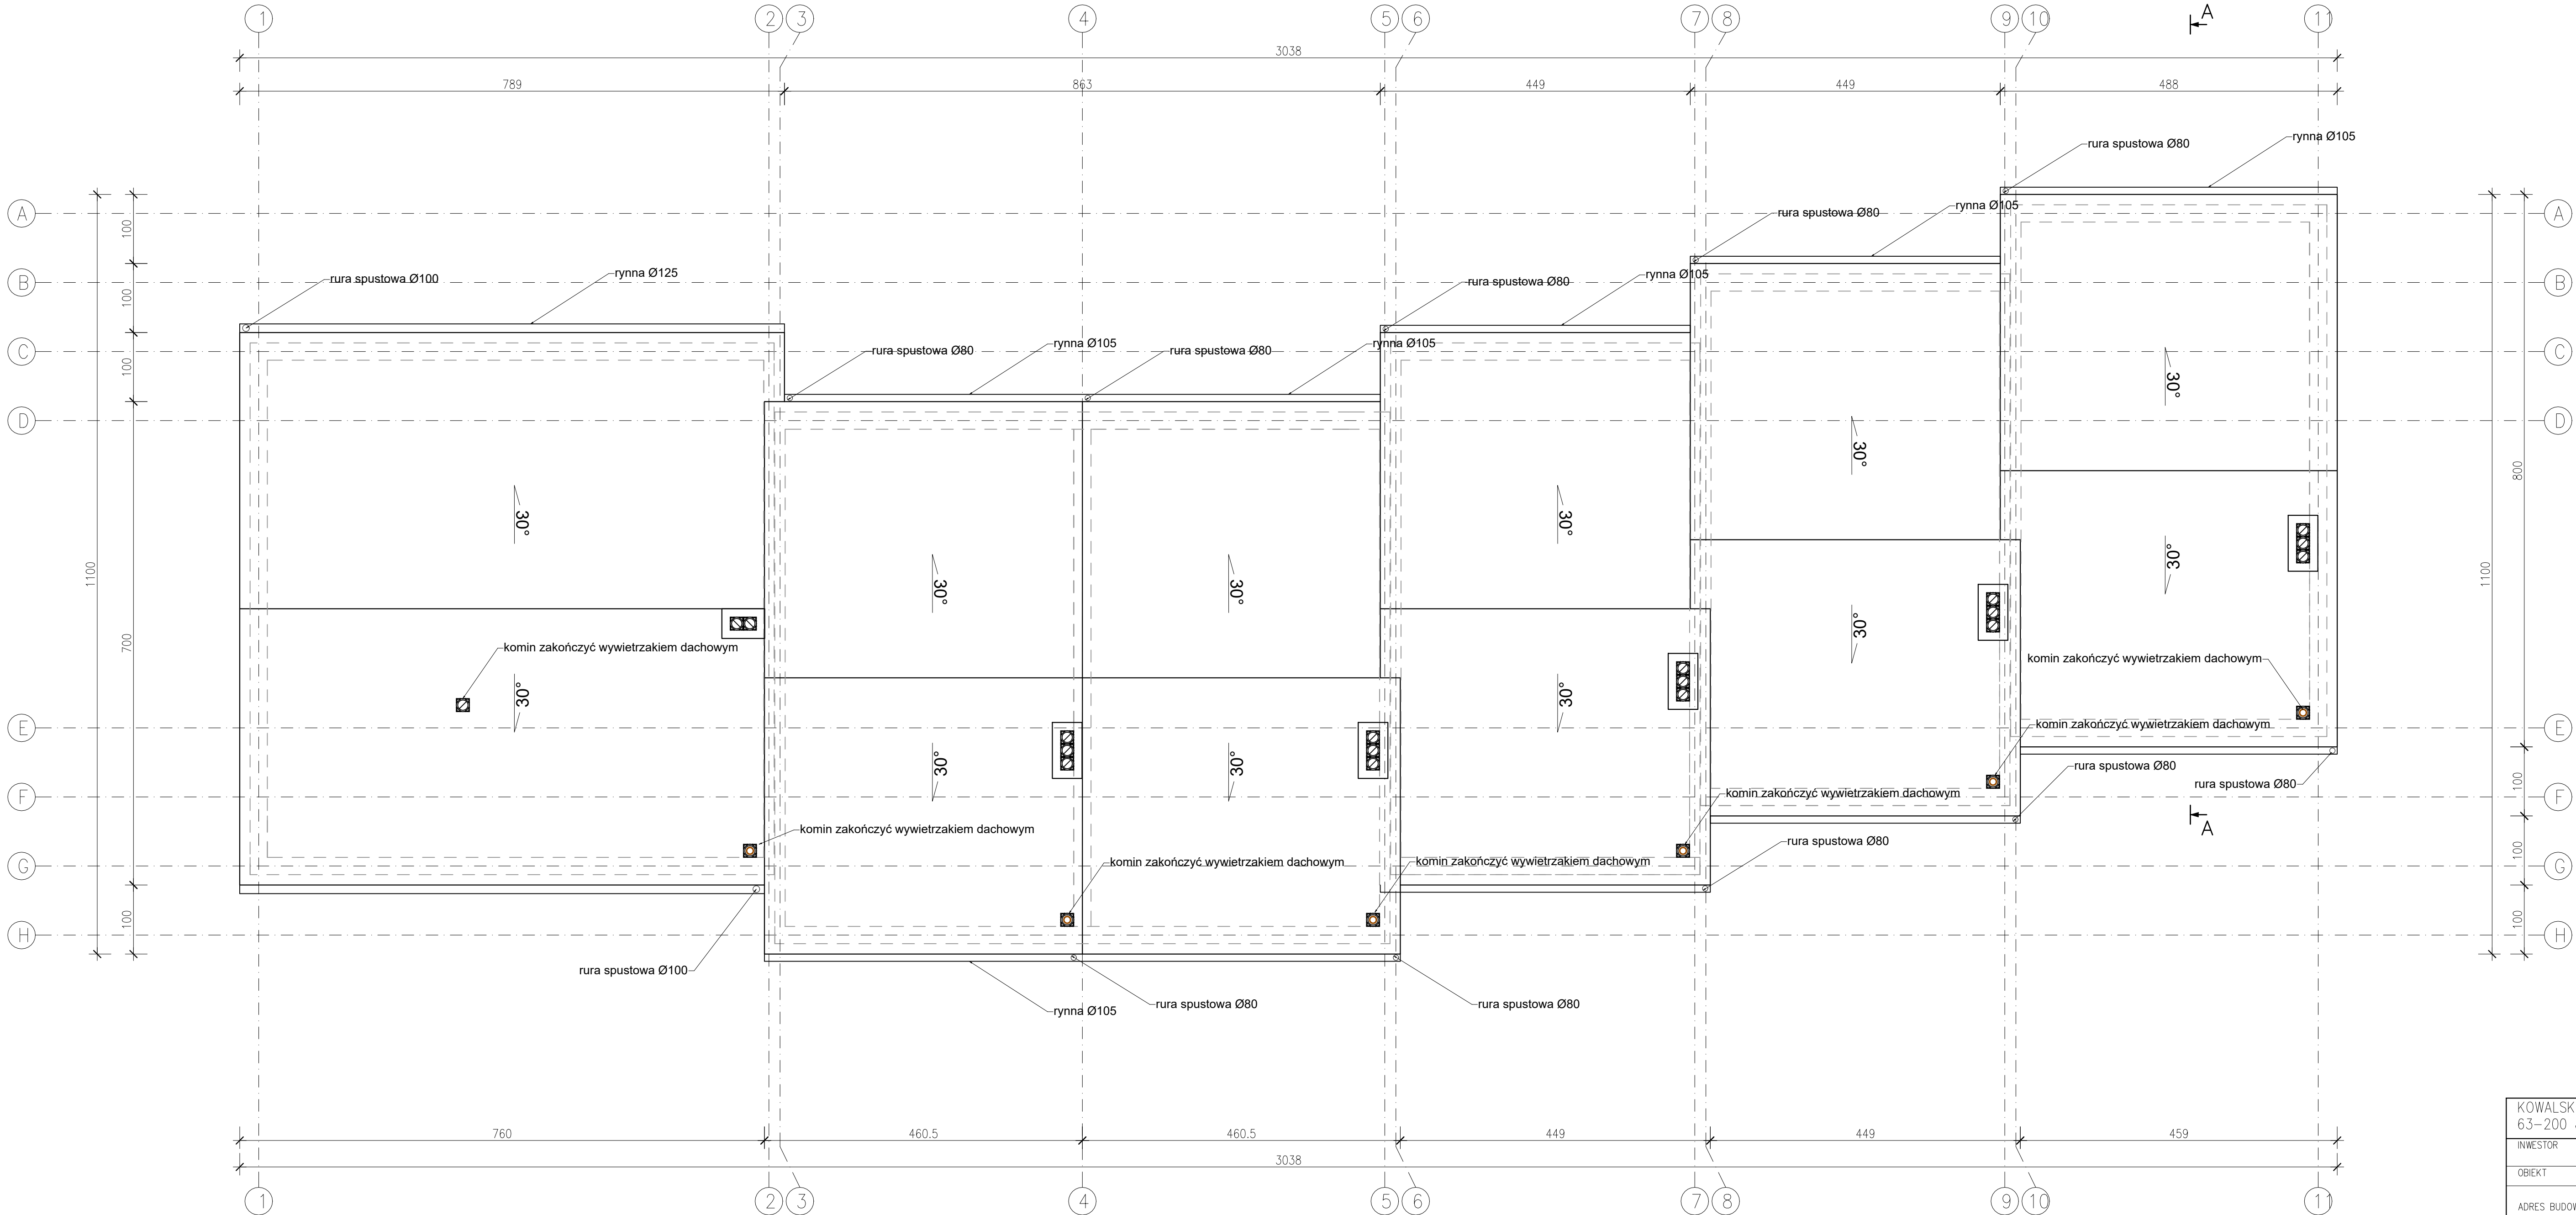 1 2 3 4 5 6 7 8 9 10 11
A
3038
789 863 449 449 488
rura spustowa Ø80
rynna Ø105
A
100
rura spustowa Ø80
rynna Ø105
A
B
100
rura spustowa Ø100
rynna Ø125
rura spustowa Ø80
rynna Ø105
B
C
100
rura spustowa Ø80
rynna Ø105
rura spustowa Ø80
rynna Ø105
C
30°
D
D
30°
800
30°
30°
30°
30°
30°
1100
1100
700
30°
komin zakończyć wywietrzakiem dachowym
komin zakończyć wywietrzakiem dachowym
30°
30°
E
komin zakończyć wywietrzakiem dachowym
E
30°
30°
rura spustowa Ø80
rura spustowa Ø80
100
F
komin zakończyć wywietrzakiem dachowym
F
A
komin zakończyć wywietrzakiem dachowym
rura spustowa Ø80
100
G
komin zakończyć wywietrzakiem dachowym
komin zakończyć wywietrzakiem dachowym
G
100
100
H
H
rura spustowa Ø100
rynna Ø105
rura spustowa Ø80
rura spustowa Ø80
760 460.5 460.5 449 449 459
3038
1 2 3 4 5 6 7 8 9 10 11
KOWALSK
63-200
INWESTOR
OBIEKT
ADRES BUDOW